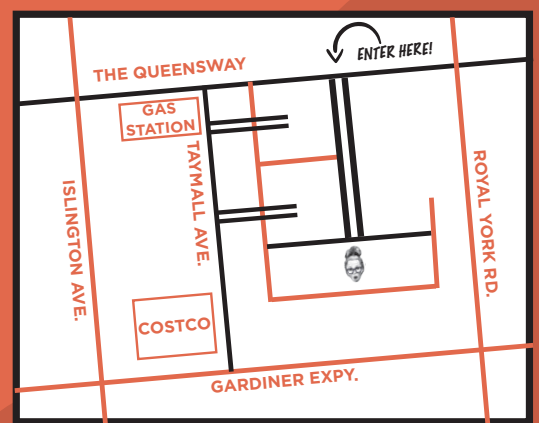 ENTER HERE!
THE QUEENSWAY
GAS
STATION
TAYMALL AVE.
ISLINGTON AVE.
ROYAL YORK RD.
COSTCO
GARDINER EXPY.